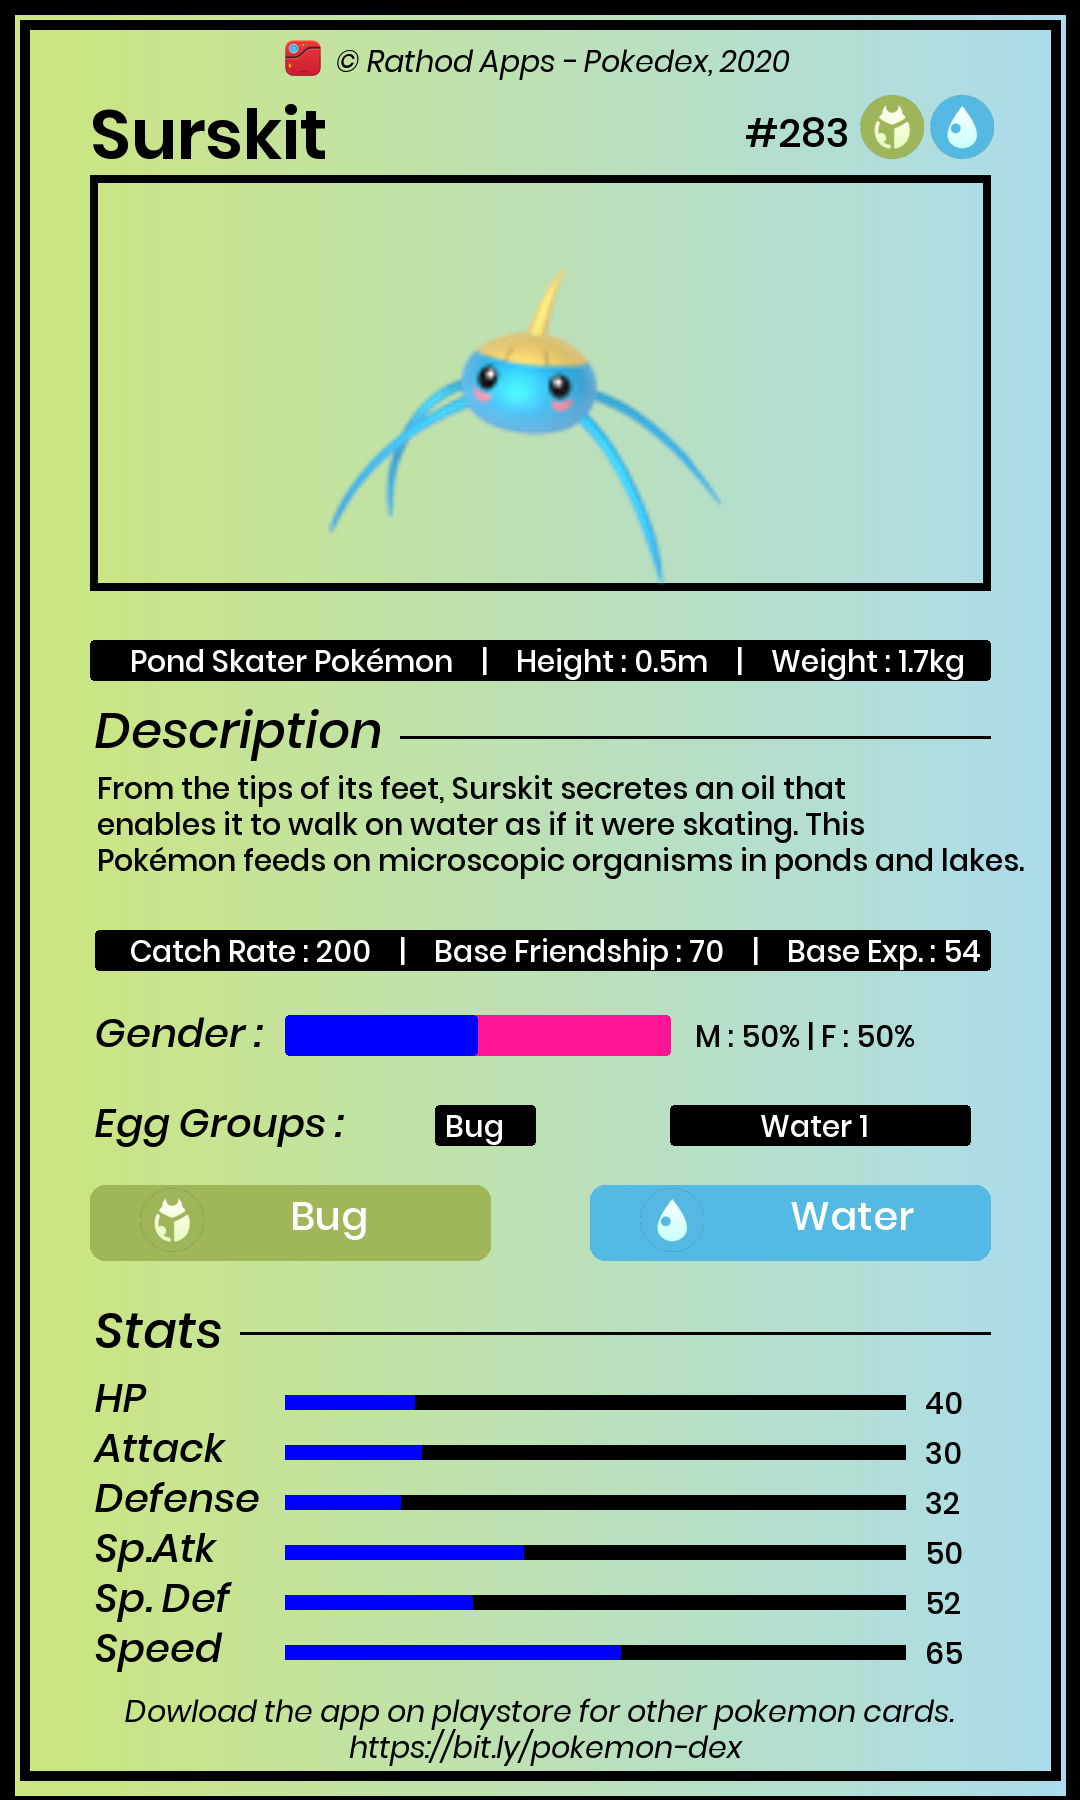 © Rathod Apps - Pokedex, 2020
Surskit #283
Pond Skater Pokémon | Height : 0.5m | Weight : 1.7kg
Description
From the tips of its feet, Surskit secretes an oil that
enables it to walk on water as if it were skating. This
Pokémon feeds on microscopic organisms in ponds and lakes.
Catch Rate : 200 | Base Friendship : 70 | Base Exp. : 54
Gender : M : 50% | F : 50%
Egg Groups : Bug Water 1
Bug Water
Stats
HP 40
Attack 30
Defense 32
Sp.Atk 50
Sp. Def 52
Speed 65
Dowload the app on playstore for other pokemon cards.
https://bit.ly/pokemon-dex